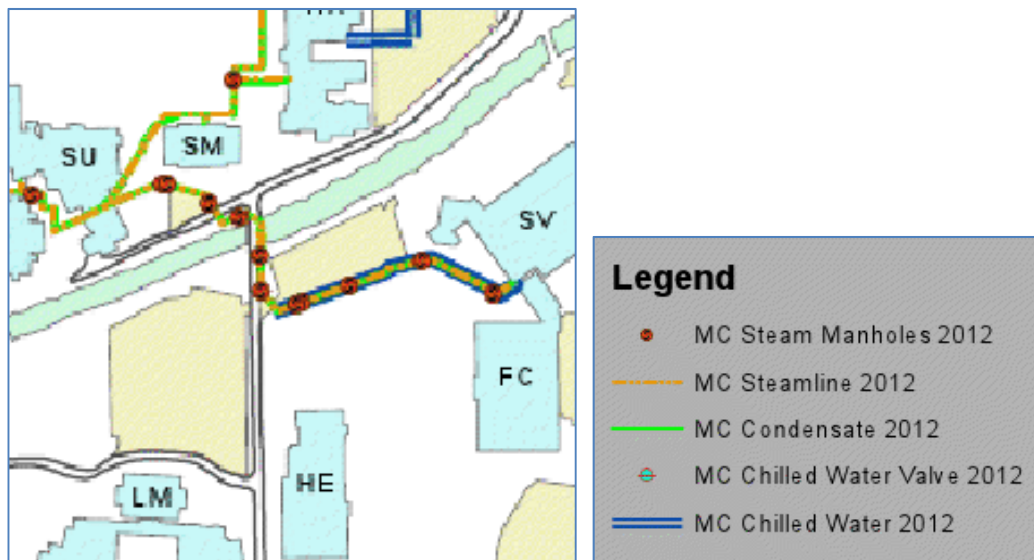 SU
SM
SV
FC
HE
LM
Legend
MC Steam Manholes 2012
MC Steamline 2012
MC Condensate 2012
MC Chilled Water Valve 2012
MC Chilled Water 2012